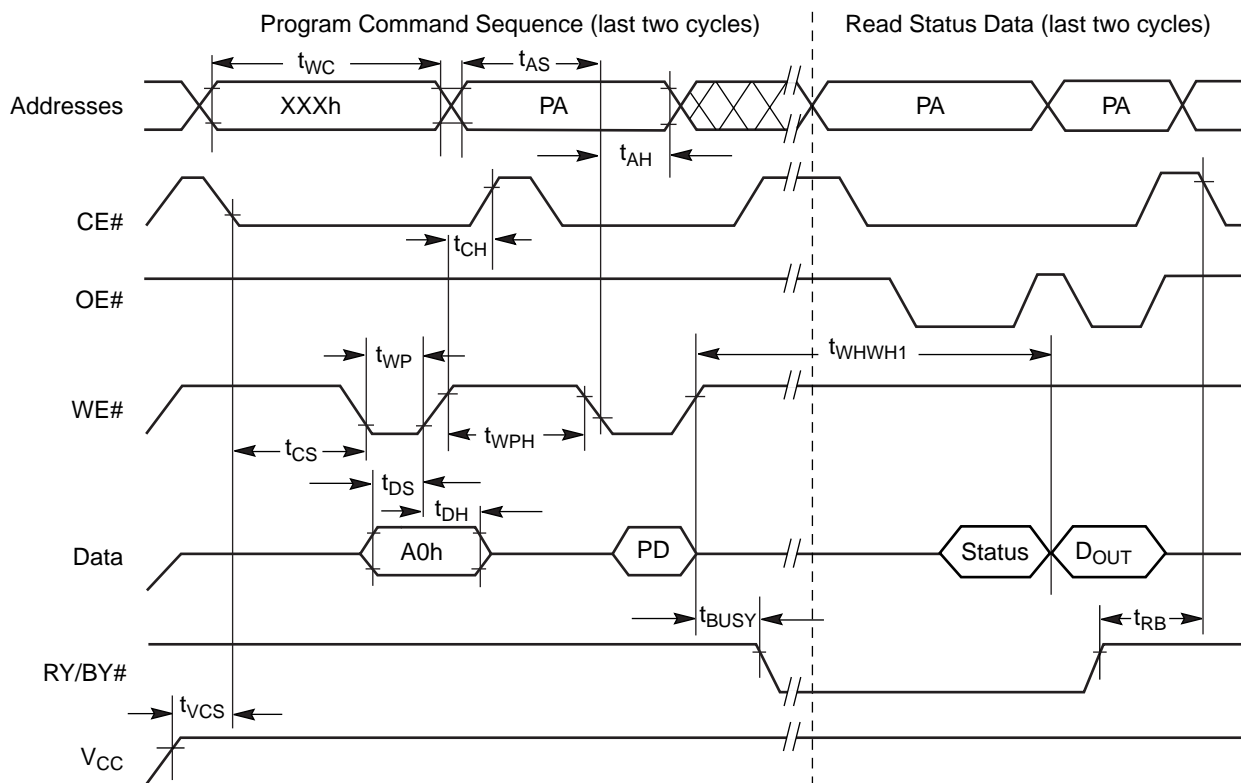 Program Command Sequence (last two cycles)
Read Status Data (last two cycles)
tWC
tAS
Addresses
XXXh
PA
PA
PA
tAH
CE#
tCH
OE#
tWP
tWHWH1
WE#
tCS
tWPH
tDS
tDH
Data
A0h
PD
Status
DOUT
tBUSY
tRB
RY/BY#
tVCS
VCC